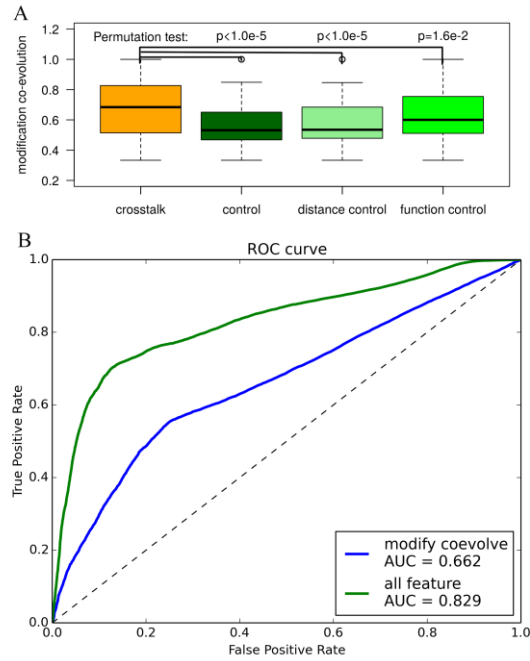 A
Permutation test: p<1.0e-5 p<1.0e-5 p=1.6e-2
modification co-evolution
1.2
1.0
0.8
0.6
0.4
0.2
crosstalk control distance control function control
B
ROC curve
True Positive Rate
1.0
0.8
0.6
0.4
0.2
0.0
modify coevolve
AUC = 0.662
all feature
AUC = 0.829
0.0 0.2 0.4 0.6 0.8 1.0
False Positive Rate